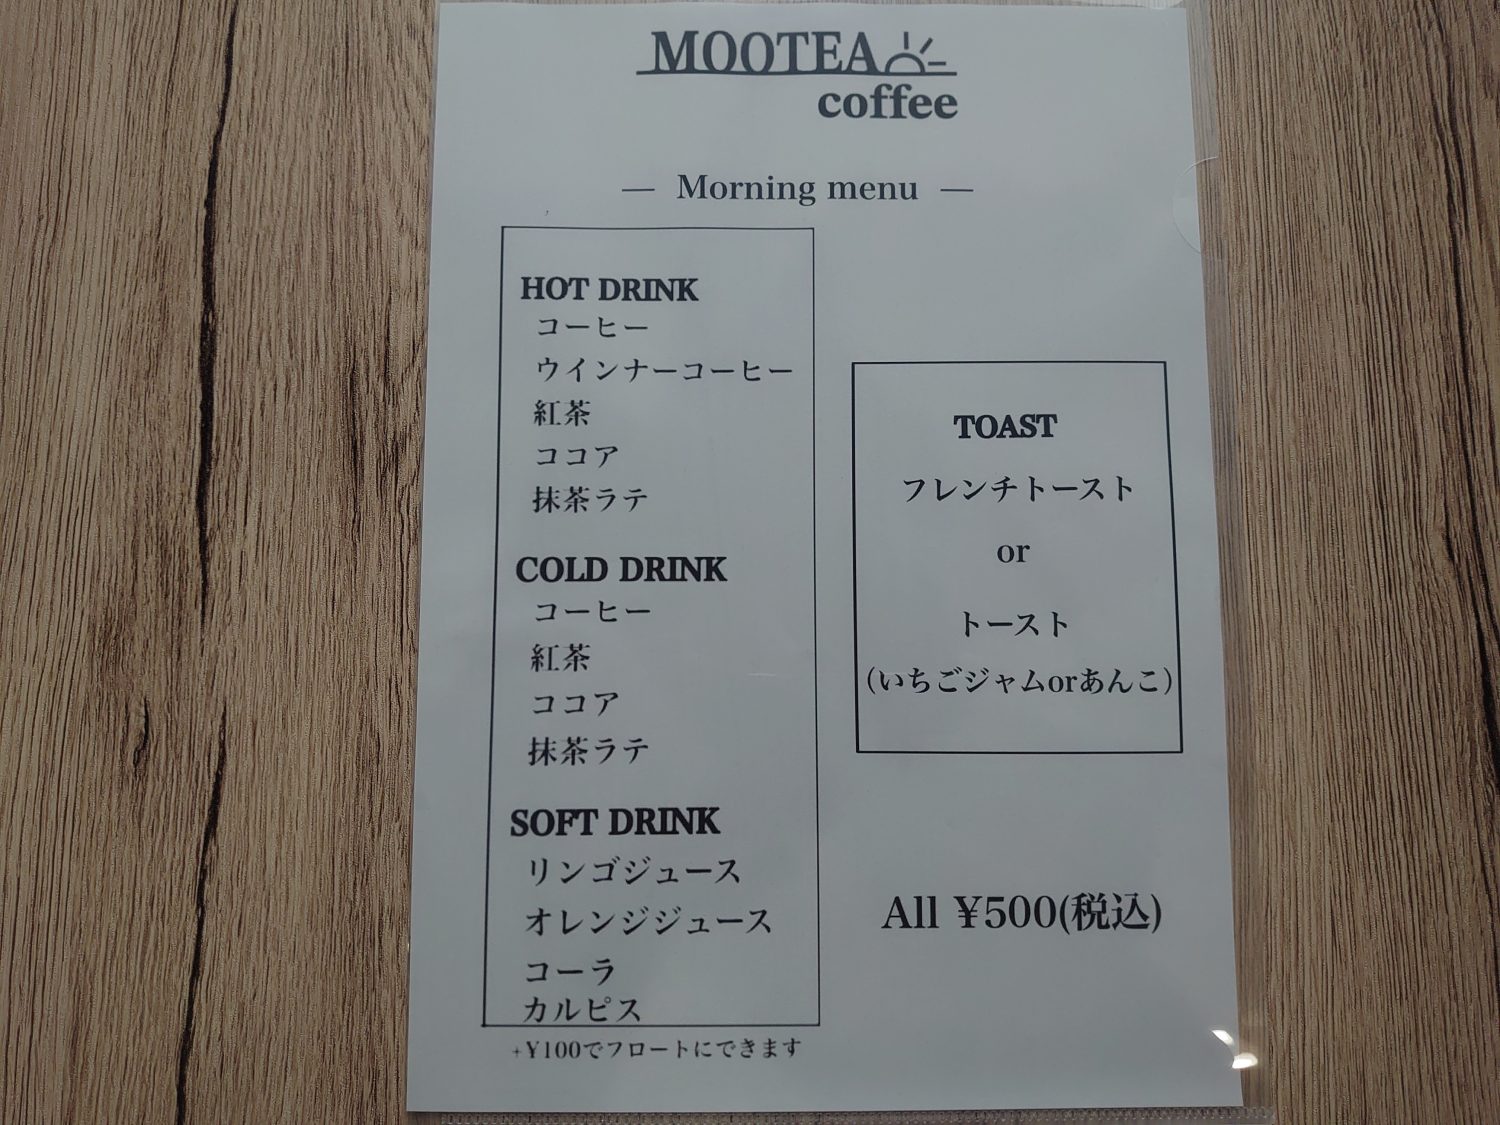 MOOTEA
coffee
— Morning menu —
HOT DRINK
コーヒー
ウインナーコーヒー
紅茶
ココア
抹茶ラテ
COLD DRINK
コーヒー
紅茶
ココア
抹茶ラテ
SOFT DRINK
リンゴジュース
オレンジジュース
コーラ
カルピス
+¥100でフロートにできます
TOAST
フレンチトースト
or
トースト
(いちごジャムorあんこ)
All ¥500(税込)